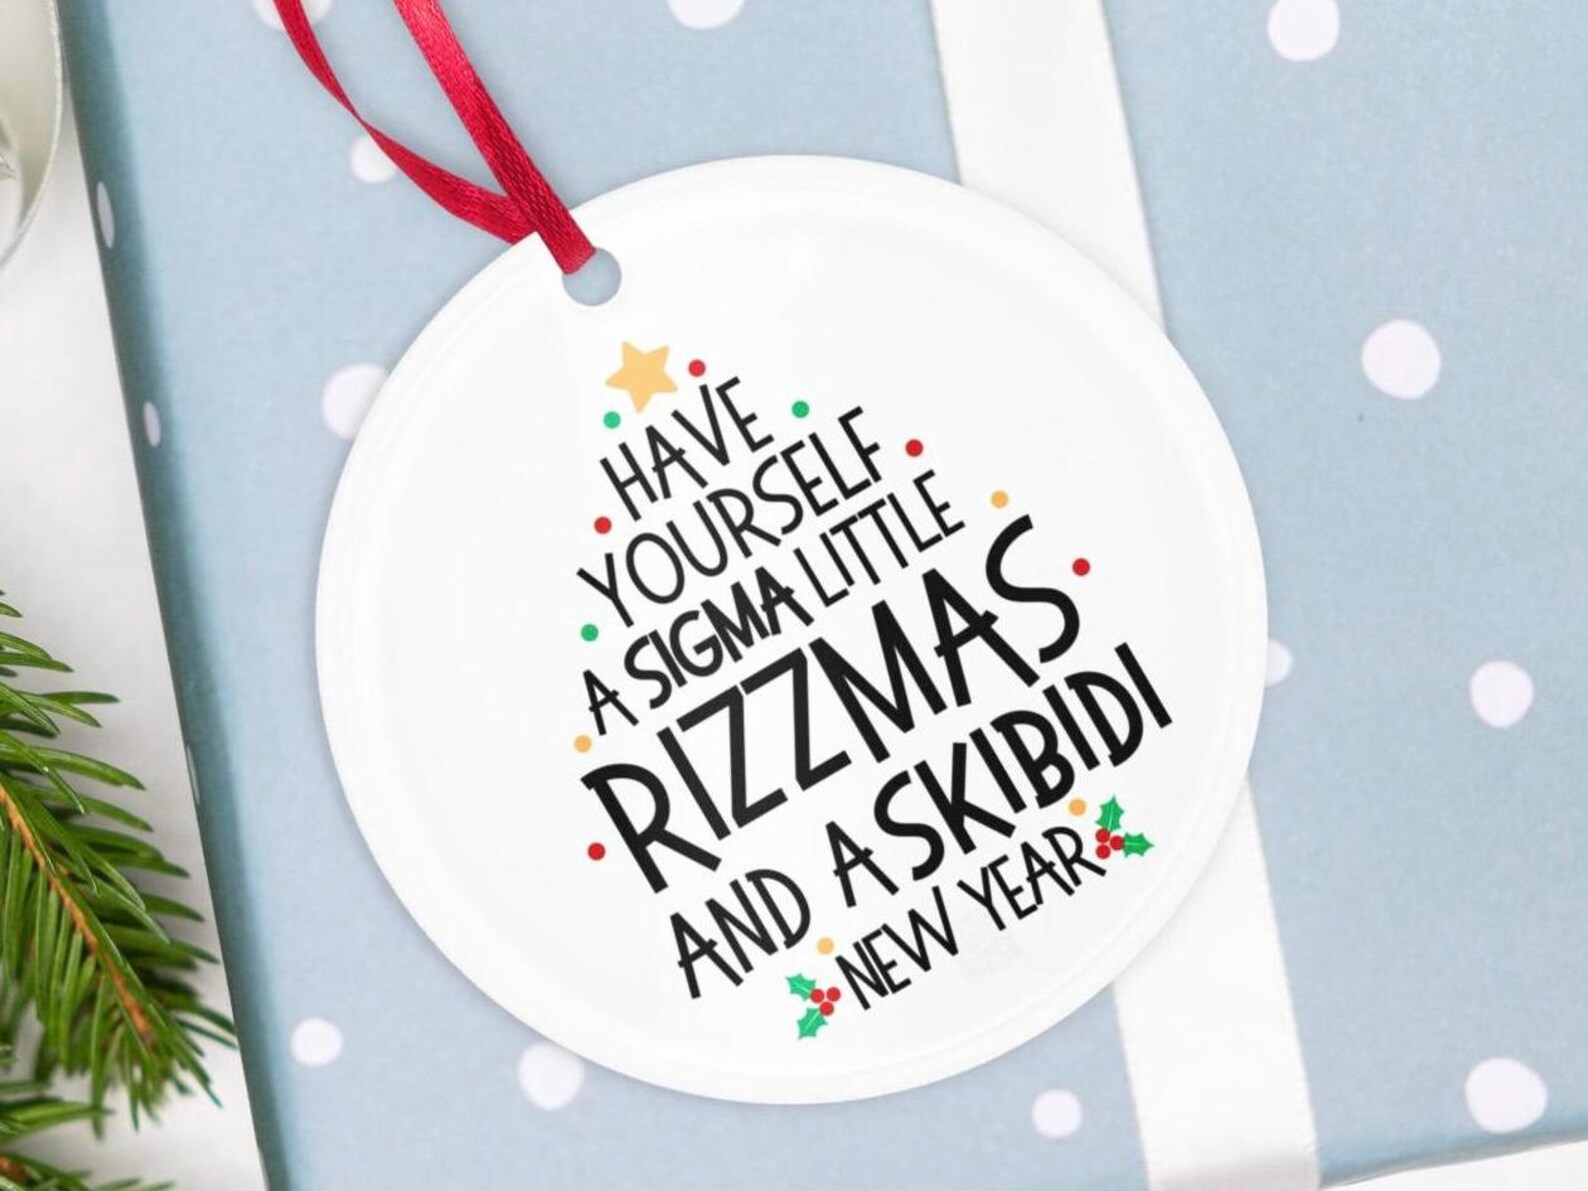 HAVE
YOURSELF
A SIGMA LITTLE
RIZZMAS
AND A SKIBIDI
NEW YEAR